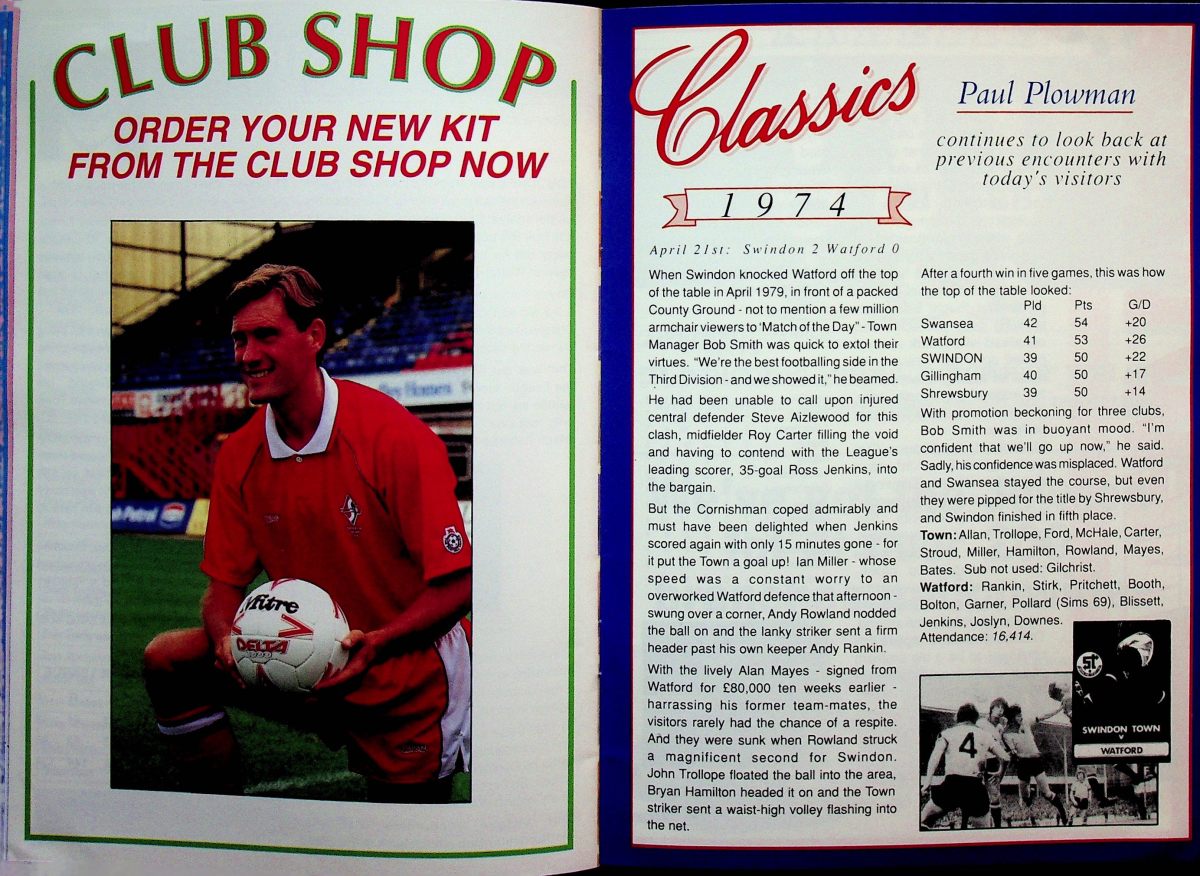 CLUB SHOP
ORDER YOUR NEW KIT
FROM THE CLUB SHOP NOW
Mitre
DELTA
Classics
1974
Paul Plowman
continues to look back at
previous encounters with
today's visitors
April 21st: Swindon 2 Watford 0
When Swindon knocked Watford off the top
of the table in April 1979, in front of a packed
County Ground - not to mention a few million
armchair viewers to 'Match of the Day" - Town
Manager Bob Smith was quick to extol their
virtues. "We're the best footballing side in the
Third Division - and we showed it," he beamed.
He had been unable to call upon injured
central defender Steve Aizlewood for this
clash, midfielder Roy Carter filling the void
and having to contend with the League's
leading scorer, 35-goal Ross Jenkins, into
the bargain.
But the Cornishman coped admirably and
must have been delighted when Jenkins
scored again with only 15 minutes gone - for
it put the Town a goal up! Ian Miller - whose
speed was a constant worry to an
overworked Watford defence that afternoon -
swung over a corner, Andy Rowland nodded
the ball on and the lanky striker sent a firm
header past his own keeper Andy Rankin.
With the lively Alan Mayes - signed from
Watford for £80,000 ten weeks earlier -
harrassing his former team-mates, the
visitors rarely had the chance of a respite.
And they were sunk when Rowland struck
a magnificent second for Swindon.
John Trollope floated the ball into the area,
Bryan Hamilton headed it on and the Town
striker sent a waist-high volley flashing into
the net.
After a fourth win in five games, this was how
the top of the table looked:
Pld Pts G/D
Swansea 42 54 +20
Watford 41 53 +26
SWINDON 39 50 +22
Gillingham 40 50 +17
Shrewsbury 39 50 +14
With promotion beckoning for three clubs,
Bob Smith was in buoyant mood. "I'm
confident that we'll go up now," he said.
Sadly, his confidence was misplaced. Watford
and Swansea stayed the course, but even
they were pipped for the title by Shrewsbury,
and Swindon finished in fifth place.
Town: Allan, Trollope, Ford, McHale, Carter,
Stroud, Miller, Hamilton, Rowland, Mayes,
Bates. Sub not used: Gilchrist.
Watford: Rankin, Stirk, Pritchett, Booth,
Bolton, Garner, Pollard (Sims 69), Blissett,
Jenkins, Joslyn, Downes.
Attendance: 16,414.
4
ST
SWINDON TOWN
v
WATFORD